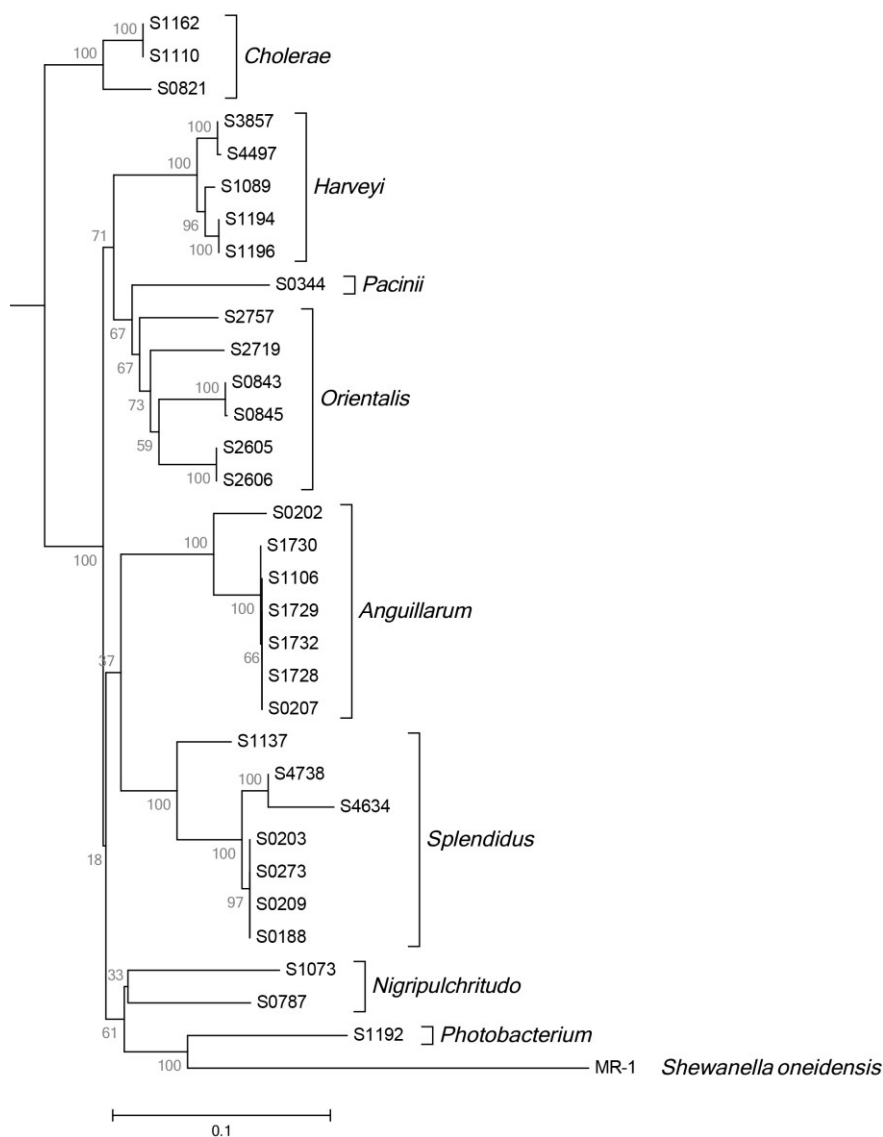 S1162
100
S1110
100
Cholerae
S0821
S3857
100
S4497
100
S1089
Harveyi
S1194
96
100
S1196
71
S0344
Pacinii
S2757
67
S2719
67
S0843
100
Orientalis
73
S0845
59
S2605
100
S2606
S0202
100
S1730
100
S1106
100
S1729
Anguillarum
S1732
66
37
S1728
S0207
S1137
S4738
100
100
S4634
S0203
Splendidus
100
18
S0273
97
S0209
S0188
S1073
33
Nigripulchritudo
S0787
61
S1192
Photobacterium
100
MR-1
Shewanella oneidensis
0.1